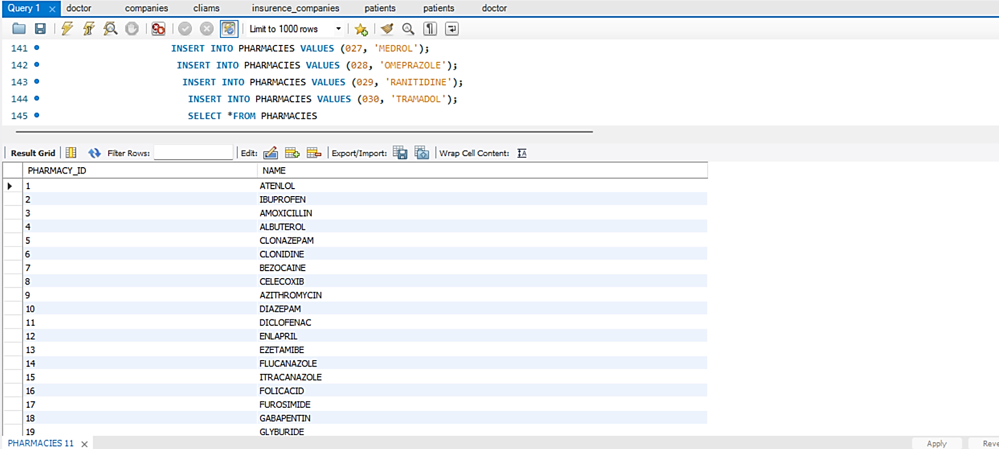 Query 1 doctor companies cliams insurence_companies patients patients doctor
Limit to 1000 rows
141 INSERT INTO PHARMACIES VALUES (027, 'MEDROL');
142 INSERT INTO PHARMACIES VALUES (028, 'OMEPRAZOLE');
143 INSERT INTO PHARMACIES VALUES (029, 'RANITIDINE');
144 INSERT INTO PHARMACIES VALUES (030, 'TRAMADOL');
145 SELECT *FROM PHARMACIES
Result Grid Filter Rows: Edit: Export/Import: Wrap Cell Content:
PHARMACY_ID NAME
1 ATENLOL
2 IBUPROFEN
3 AMOXICILLIN
4 ALBUTEROL
5 CLONAZEPAM
6 CLONIDINE
7 BEZOCAINE
8 CELECOXIB
9 AZITHROMYCIN
10 DIAZEPAM
11 DICLOFENAC
12 ENLAPRIL
13 EZETAMIBE
14 FLUCANAZOLE
15 ITRACANAZOLE
16 FOLICACID
17 FUROSIMIDE
18 GABAPENTIN
19 GLYBURIDE
PHARMACIES 11 Apply Reve